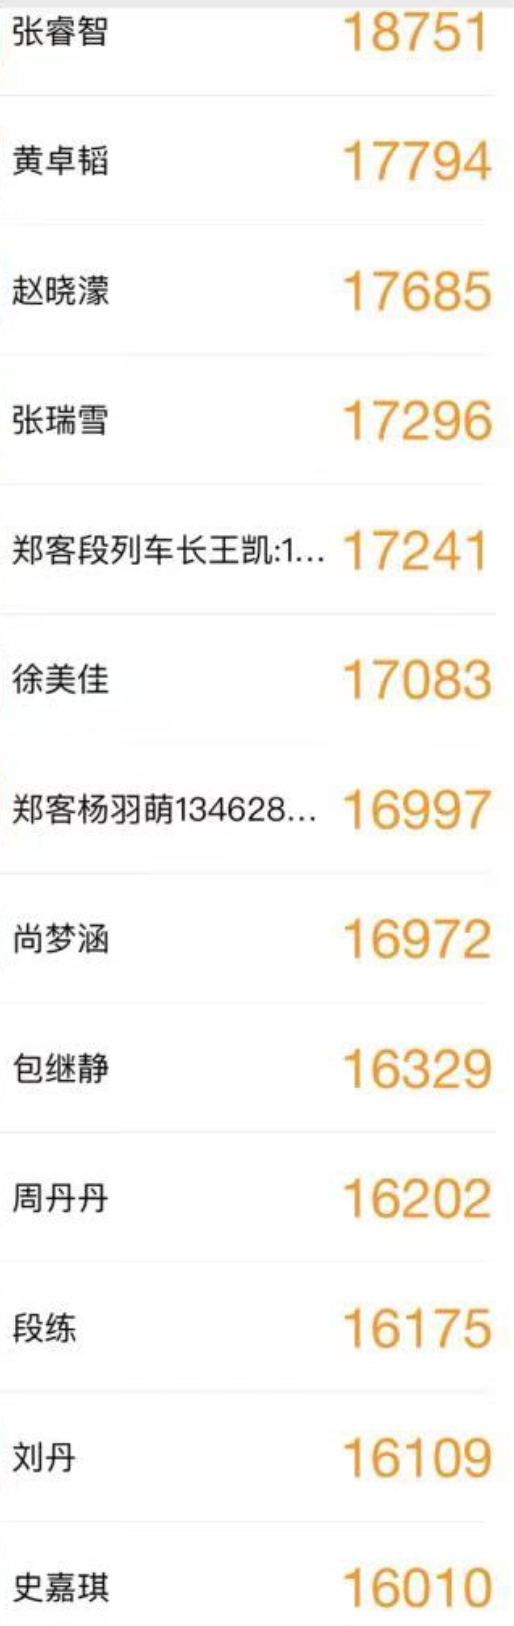 张睿智 18751
黄卓韬 17794
赵晓濛 17685
张瑞雪 17296
郑客段列车长王凯:1... 17241
徐美佳 17083
郑客杨羽萌134628... 16997
尚梦涵 16972
包继静 16329
周丹丹 16202
段练 16175
刘丹 16109
史嘉琪 16010